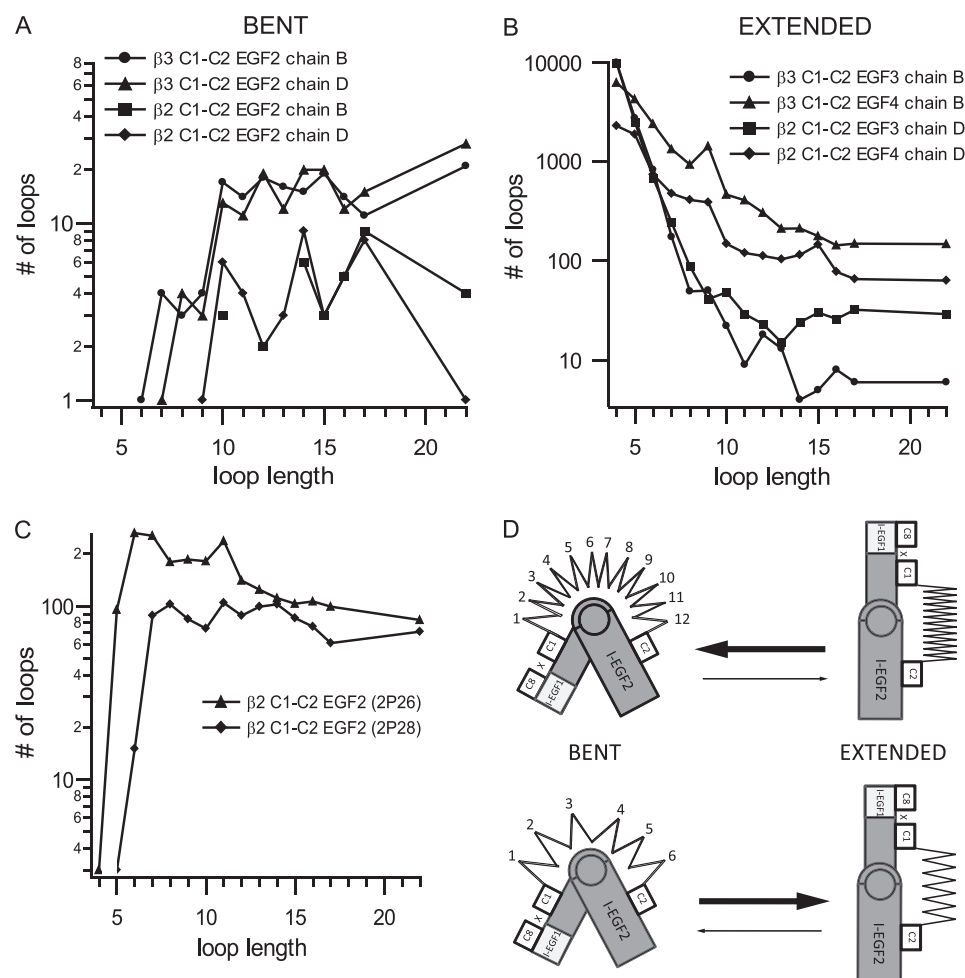 A
BENT
β3 C1-C2 EGF2 chain B
β3 C1-C2 EGF2 chain D
β2 C1-C2 EGF2 chain B
β2 C1-C2 EGF2 chain D
8
6
4
2
10
8
6
4
2
1
# of loops
5 10 15 20
loop length
B
EXTENDED
β3 C1-C2 EGF3 chain B
β3 C1-C2 EGF4 chain B
β2 C1-C2 EGF3 chain D
β2 C1-C2 EGF4 chain D
10000
1000
100
10
# of loops
5 10 15 20
loop length
C
2
100
8
6
4
2
10
8
6
4
# of loops
β2 C1-C2 EGF2 (2P26)
β2 C1-C2 EGF2 (2P28)
5 10 15 20
loop length
D
1 2 3 4 5 6 7 8 9 10 11 12
C1
X
C8
I-EGF1
I-EGF2
C2
I-EGF1
C8
X
C1
I-EGF2
C2
BENT
EXTENDED
1 2 3 4 5 6
C1
X
C8
I-EGF1
I-EGF2
C2
I-EGF1
C8
X
C1
I-EGF2
C2